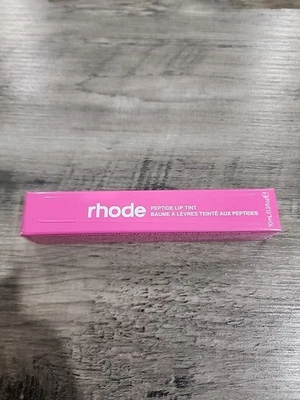 rhode
PEPTIDE LIP TINT
BAUME À LÈVRES TEINTÉ AUX PEPTIDES